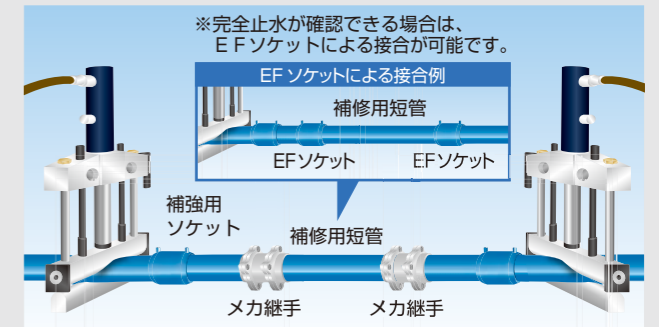 ※完全止水が確認できる場合は、
ＥＦソケットによる接合が可能です。
EFソケットによる接合例
補修用短管
EFソケット
EFソケット
補強用
ソケット
補修用短管
メカ継手
メカ継手